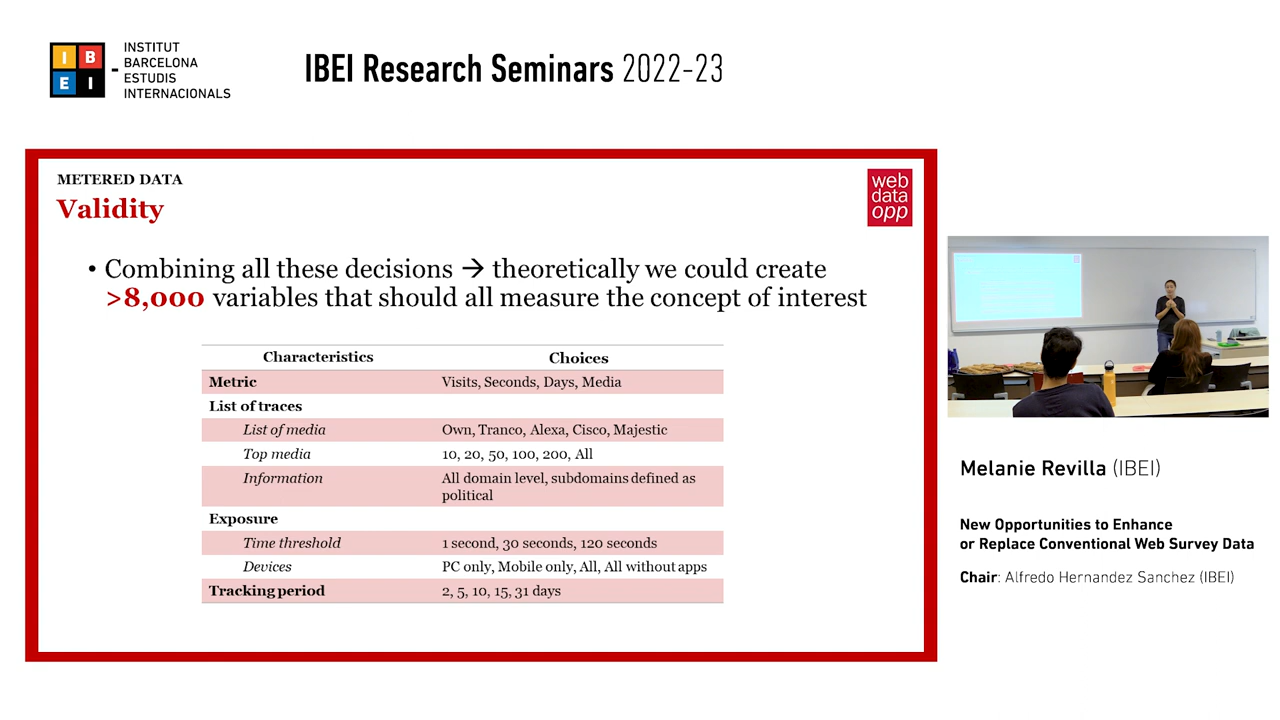 I B E I
INSTITUT
BARCELONA
ESTUDIS
INTERNACIONALS
IBEI Research Seminars 2022-23
METERED DATA
Validity
web
data
opp
• Combining all these decisions → theoretically we could create
>8,000 variables that should all measure the concept of interest
Characteristics Choices
Metric Visits, Seconds, Days, Media
List of traces
List of media Own, Tranco, Alexa, Cisco, Majestic
Top media 10, 20, 50, 100, 200, All
Information All domain level, subdomains defined as
political
Exposure
Time threshold 1 second, 30 seconds, 120 seconds
Devices PC only, Mobile only, All, All without apps
Tracking period 2, 5, 10, 15, 31 days
Melanie Revilla (IBEI)
New Opportunities to Enhance
or Replace Conventional Web Survey Data
Chair: Alfredo Hernandez Sanchez (IBEI)